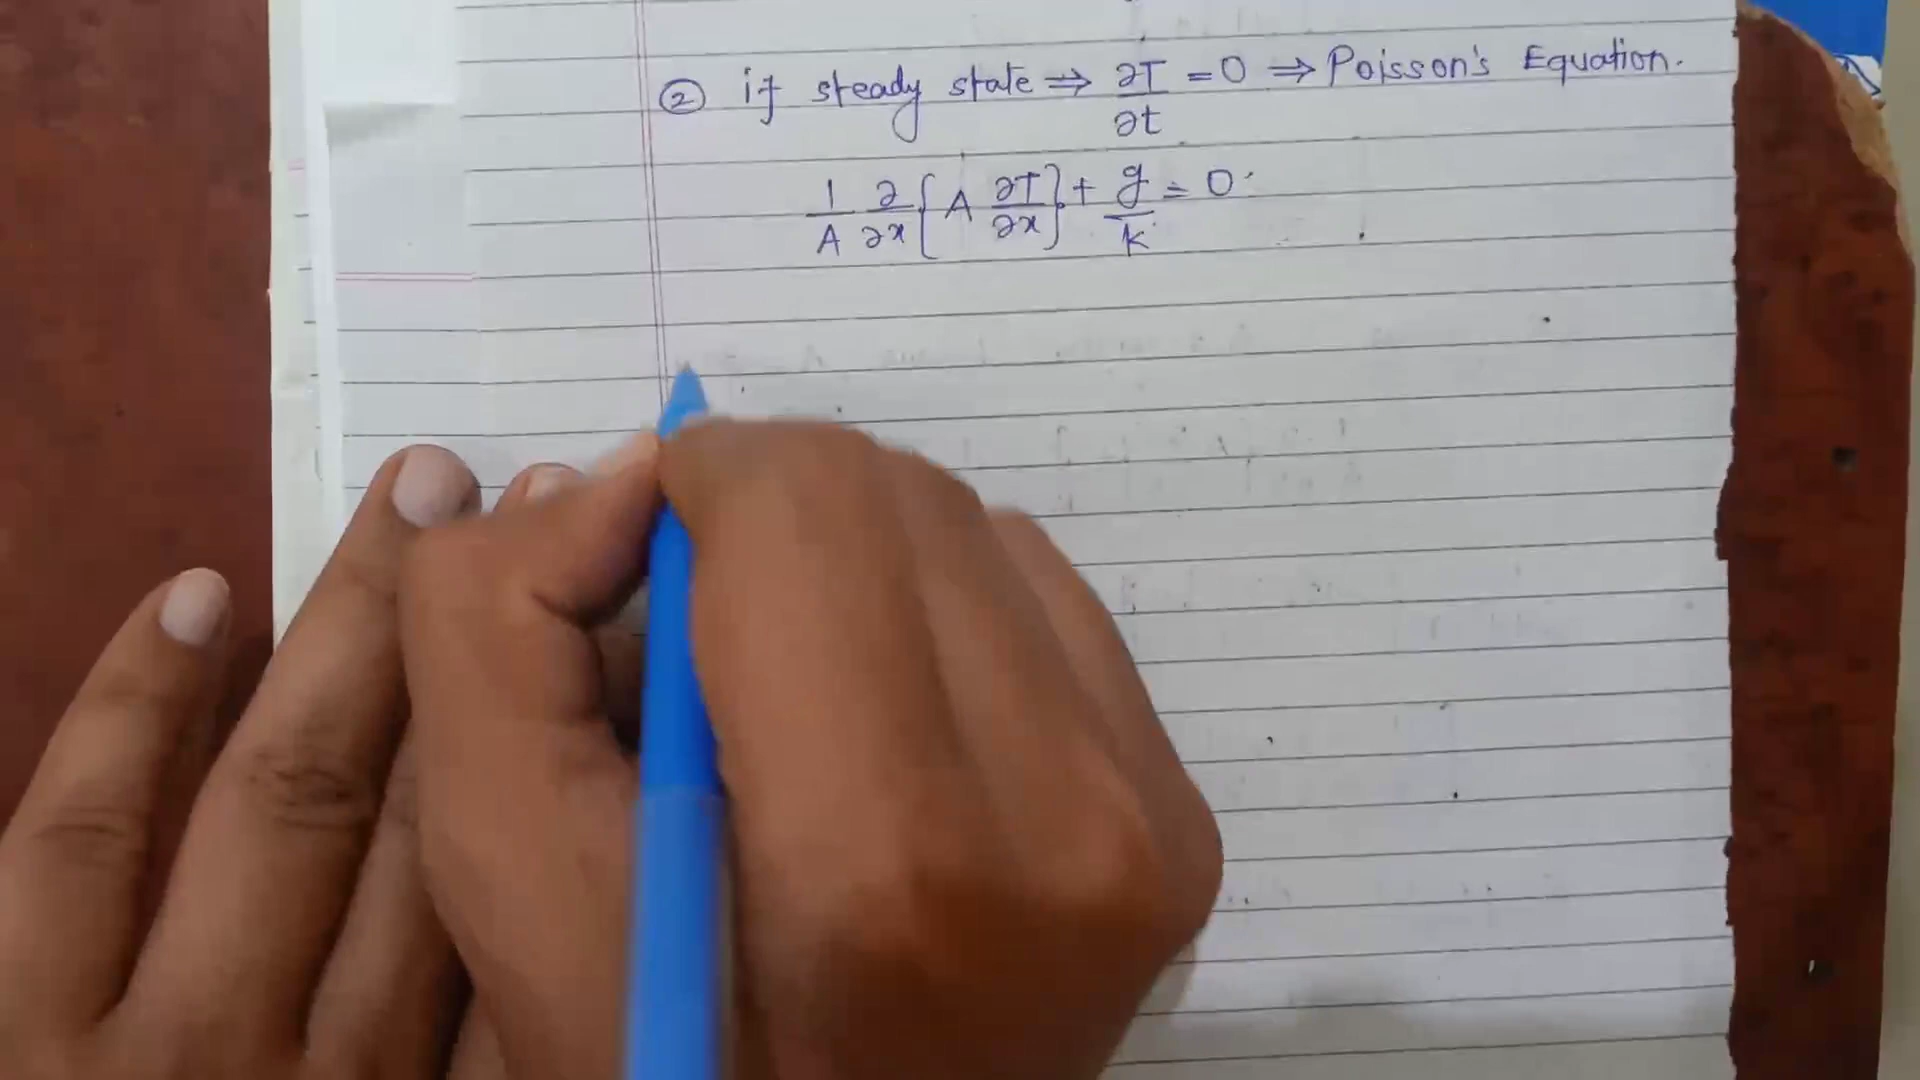 ② if steady state ⇒ ∂T/∂t = 0 ⇒ Poisson's Equation.
1/A ∂/∂x {A ∂T/∂x} + g/k = 0.